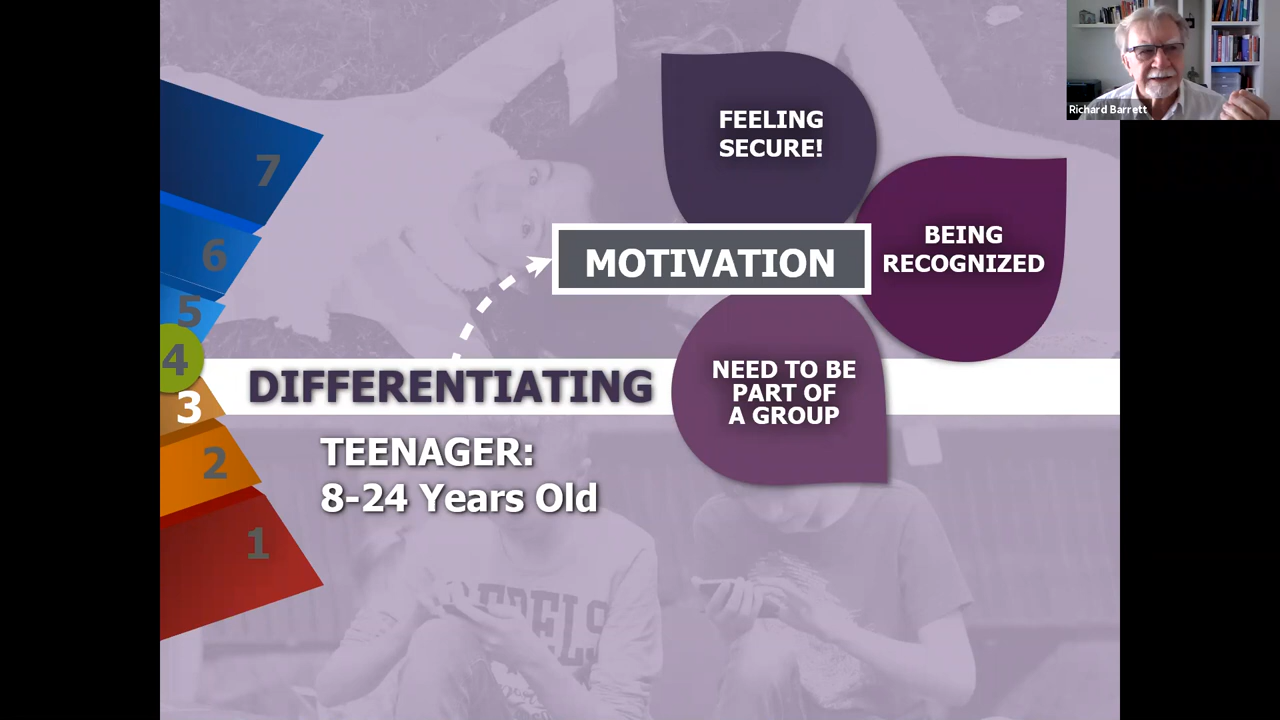 Richard Barrett
FEELING
SECURE!
BEING
RECOGNIZED
MOTIVATION
NEED TO BE
PART OF
A GROUP
DIFFERENTIATING
TEENAGER:
8-24 Years Old
7
6
5
4
3
2
1
REBELS